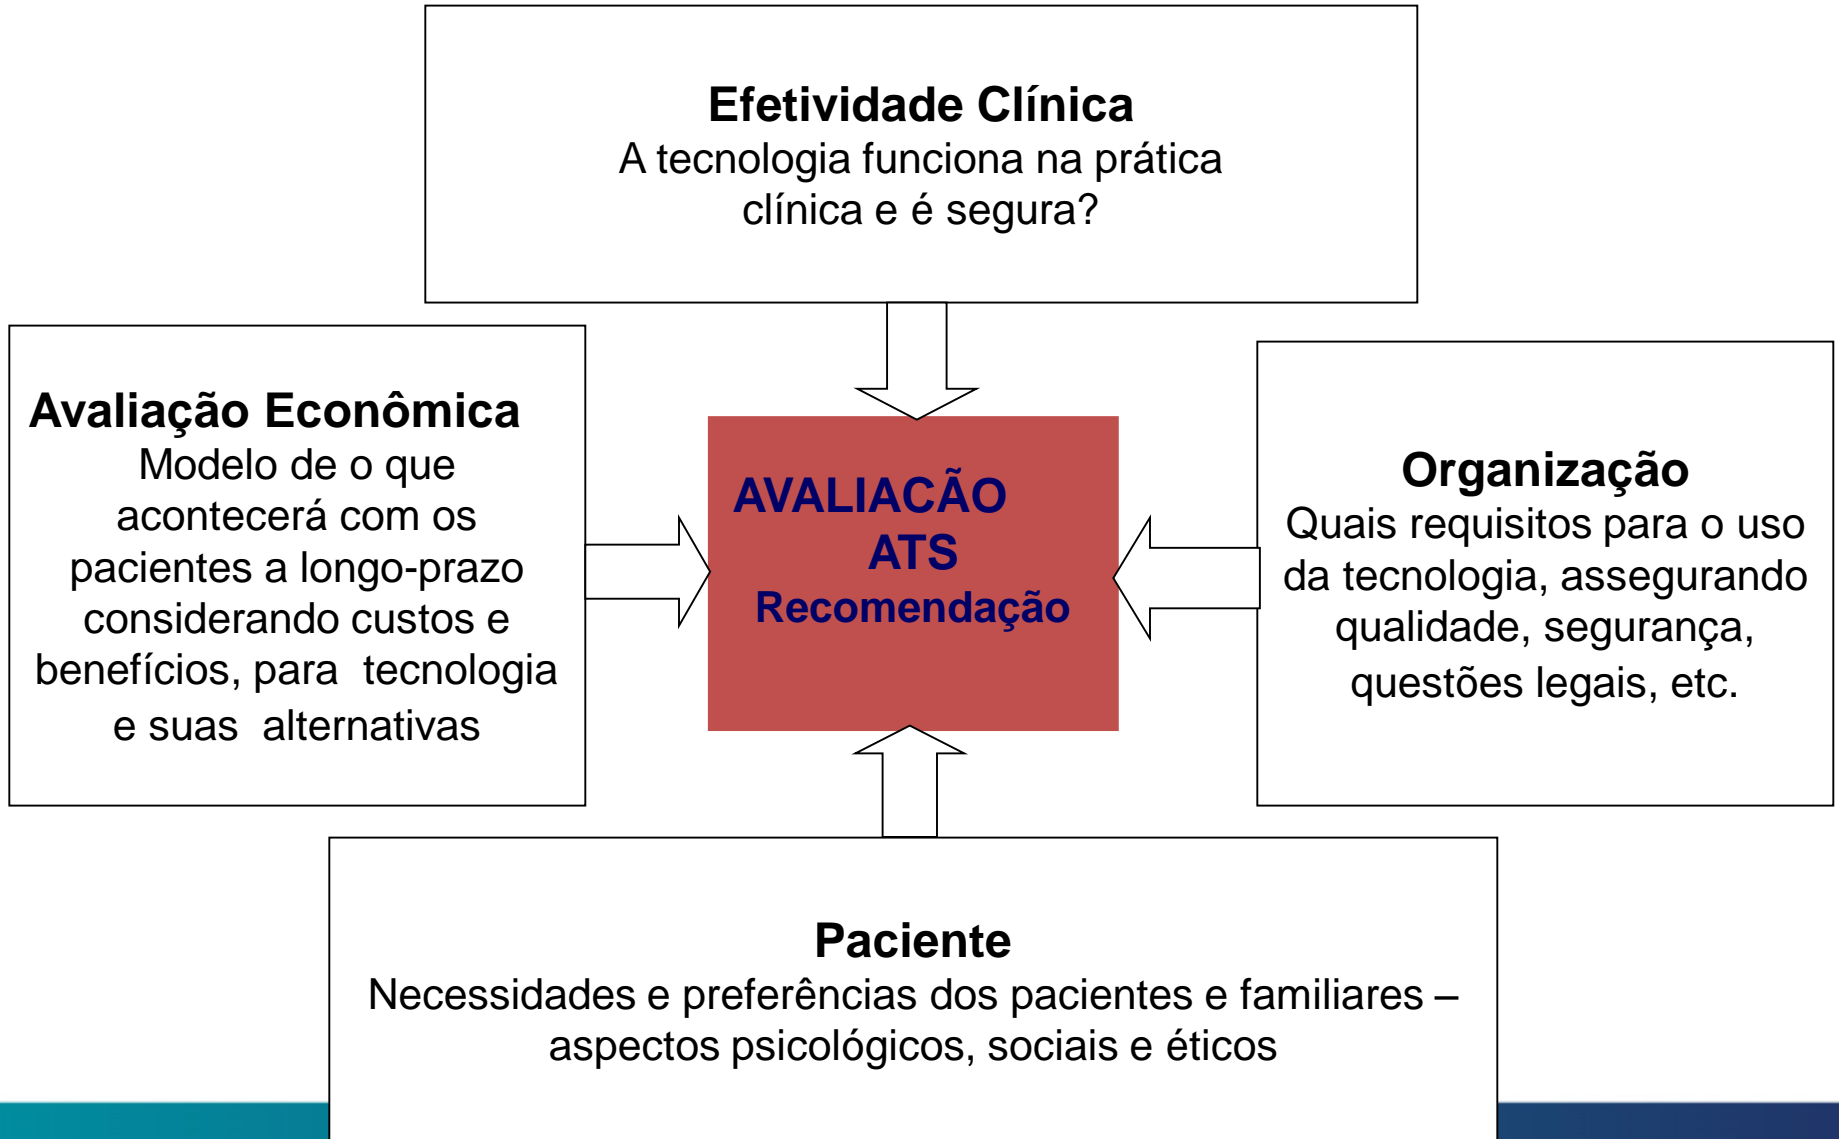 Efetividade Clínica
A tecnologia funciona na prática
clínica e é segura?
Avaliação Econômica
Modelo de o que
acontecerá com os
pacientes a longo-prazo
considerando custos e
benefícios, para tecnologia
e suas alternativas
AVALIACÃO
ATS
Recomendação
Organização
Quais requisitos para o uso
da tecnologia, assegurando
qualidade, segurança,
questões legais, etc.
Paciente
Necessidades e preferências dos pacientes e familiares –
aspectos psicológicos, sociais e éticos